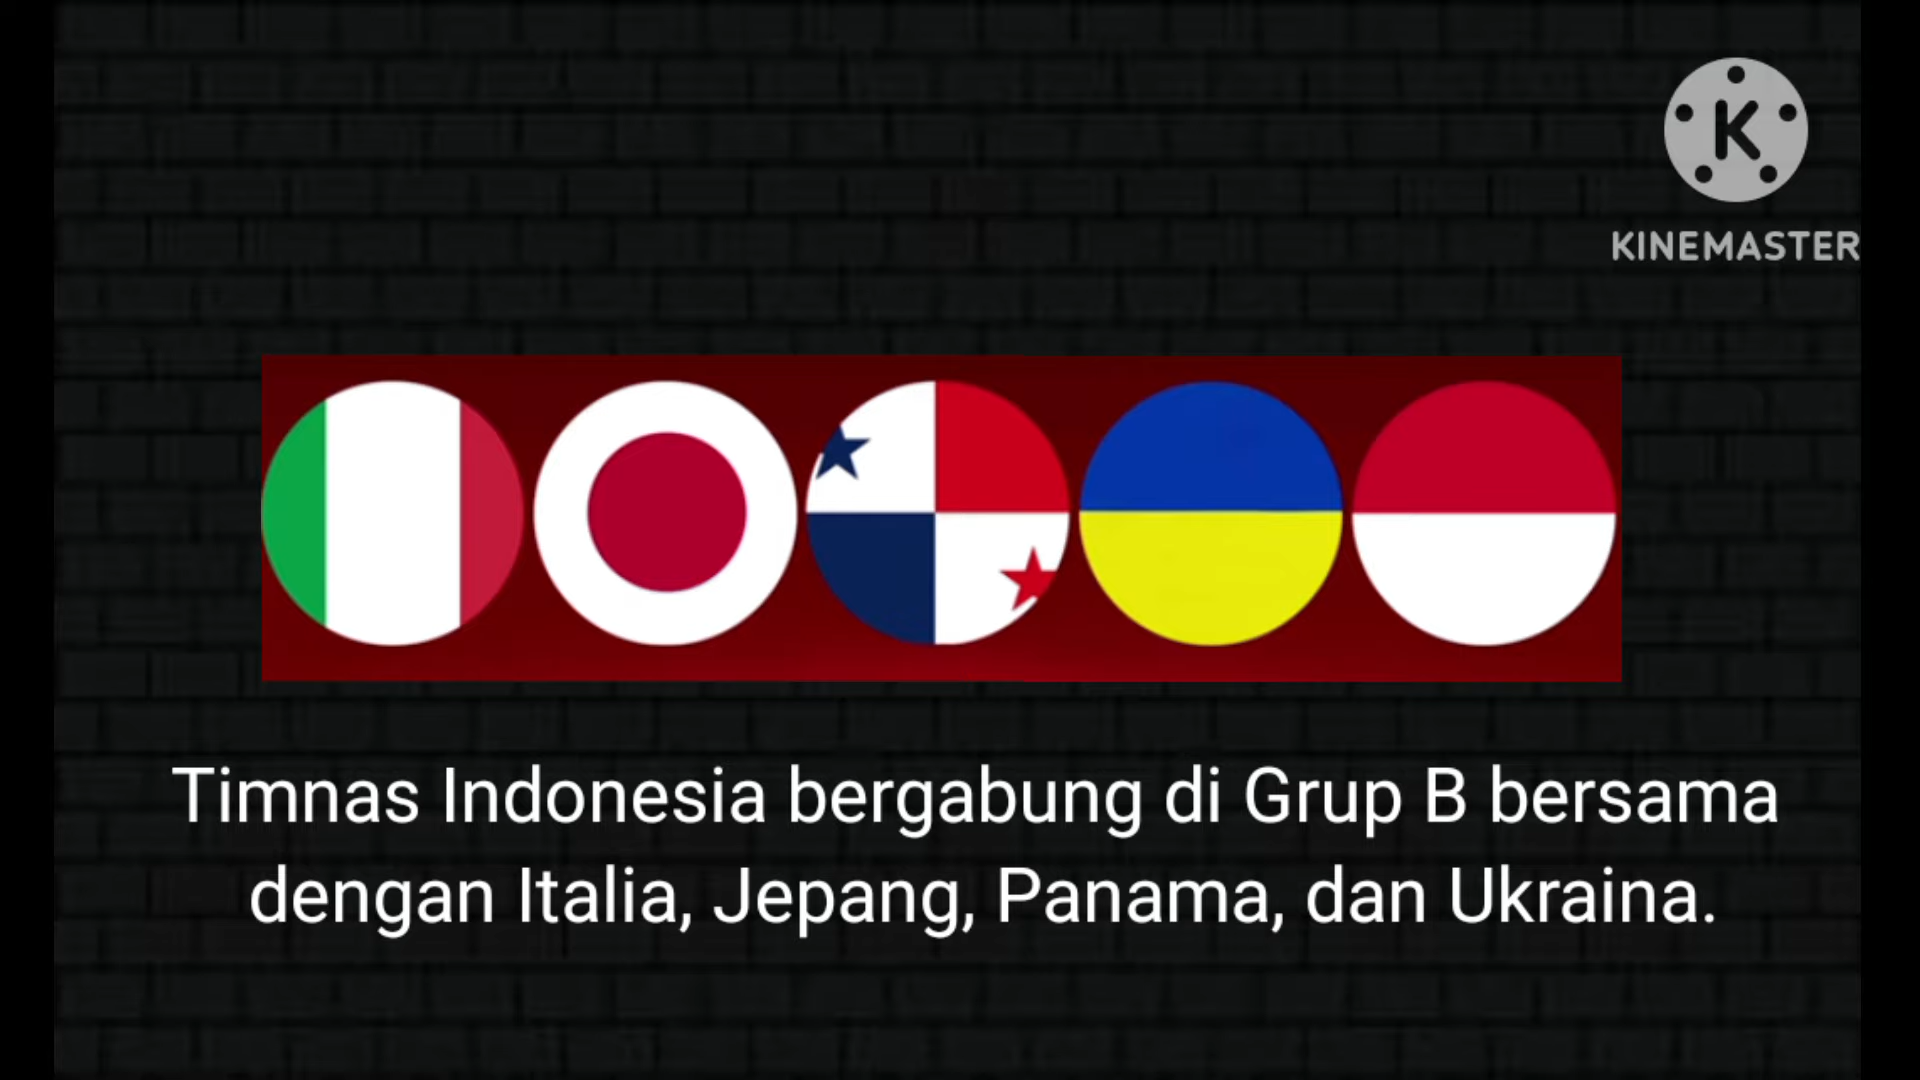 K
KINEMASTER
Timnas Indonesia bergabung di Grup B bersama
dengan Italia, Jepang, Panama, dan Ukraina.